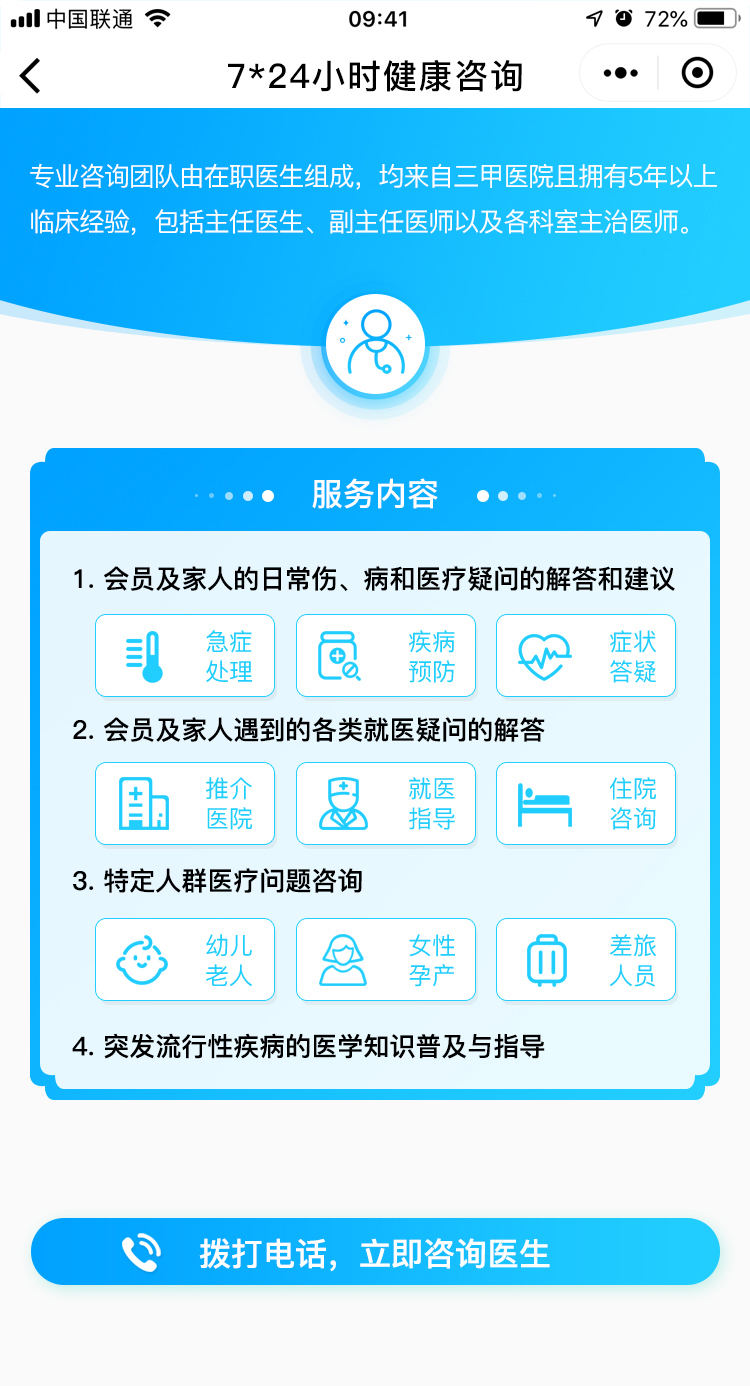 中国联通
09:41
72%
7*24小时健康咨询
专业咨询团队由在职医生组成，均来自三甲医院且拥有5年以上
临床经验，包括主任医生、副主任医师以及各科室主治医师。
服务内容
1. 会员及家人的日常伤、病和医疗疑问的解答和建议
急症
处理
疾病
预防
症状
答疑
2. 会员及家人遇到的各类就医疑问的解答
推介
医院
就医
指导
住院
咨询
3. 特定人群医疗问题咨询
幼儿
老人
女性
孕产
差旅
人员
4. 突发流行性疾病的医学知识普及与指导
拨打电话，立即咨询医生